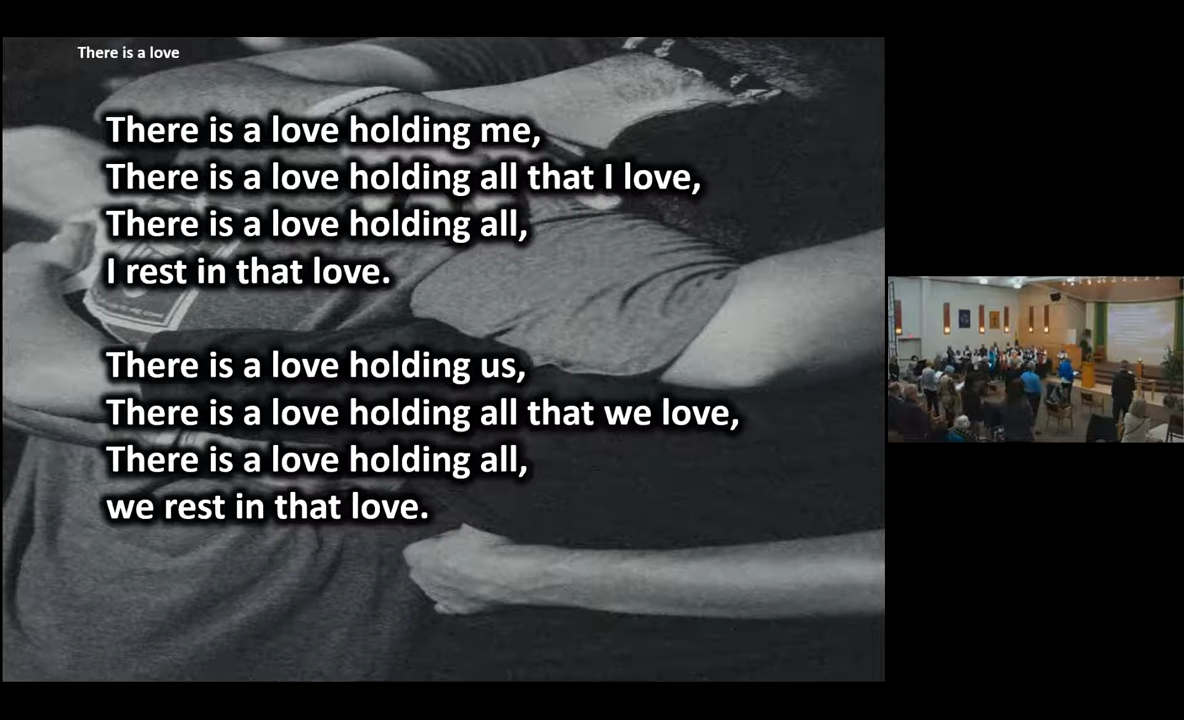 There is a love
There is a love holding me,
There is a love holding all that I love,
There is a love holding all,
I rest in that love.
There is a love holding us,
There is a love holding all that we love,
There is a love holding all,
we rest in that love.